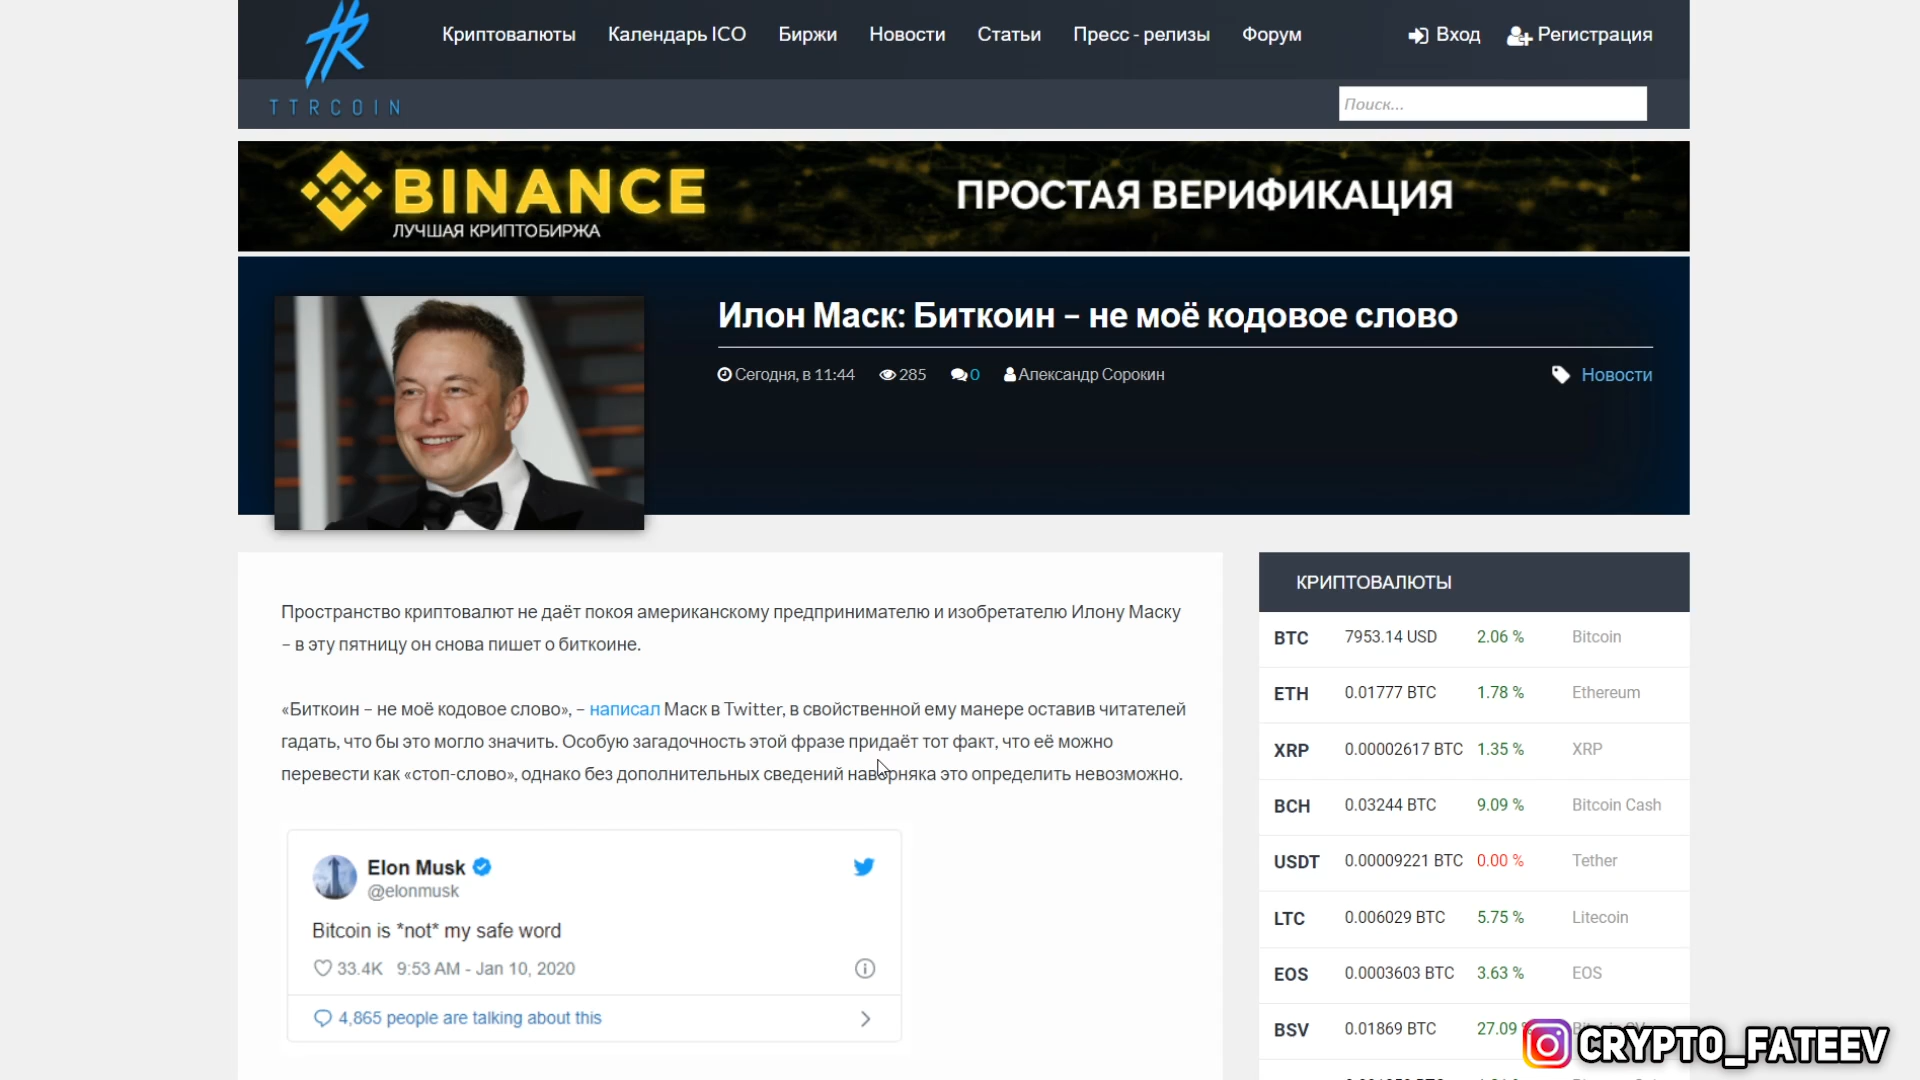 Криптовалюты Календарь ICO Биржи Новости Статьи Пресс - релизы Форум Вход Регистрация
TTRCOIN
Поиск...
BINANCE
ЛУЧШАЯ КРИПТОБИРЖА
ПРОСТАЯ ВЕРИФИКАЦИЯ
Илон Маск: Биткоин – не моё кодовое слово
Сегодня, в 11:44 285 0 Александр Сорокин Новости
Пространство криптовалют не даёт покоя американскому предпринимателю и изобретателю Илону Маску
– в эту пятницу он снова пишет о биткоине.
«Биткоин – не моё кодовое слово», – написал Маск в Twitter, в свойственной ему манере оставив читателей
гадать, что бы это могло значить. Особую загадочность этой фразе придаёт тот факт, что её можно
перевести как «стоп-слово», однако без дополнительных сведений наверняка это определить невозможно.
Elon Musk
@elonmusk
Bitcoin is *not* my safe word
33.4K 9:53 AM - Jan 10, 2020
4,865 people are talking about this
КРИПТОВАЛЮТЫ
BTC 7953.14 USD 2.06 % Bitcoin
ETH 0.01777 BTC 1.78 % Ethereum
XRP 0.00002617 BTC 1.35 % XRP
BCH 0.03244 BTC 9.09 % Bitcoin Cash
USDT 0.00009221 BTC 0.00 % Tether
LTC 0.006029 BTC 5.75 % Litecoin
EOS 0.0003603 BTC 3.63 % EOS
BSV 0.01869 BTC 27.09 %
CRYPTO_FATEEV